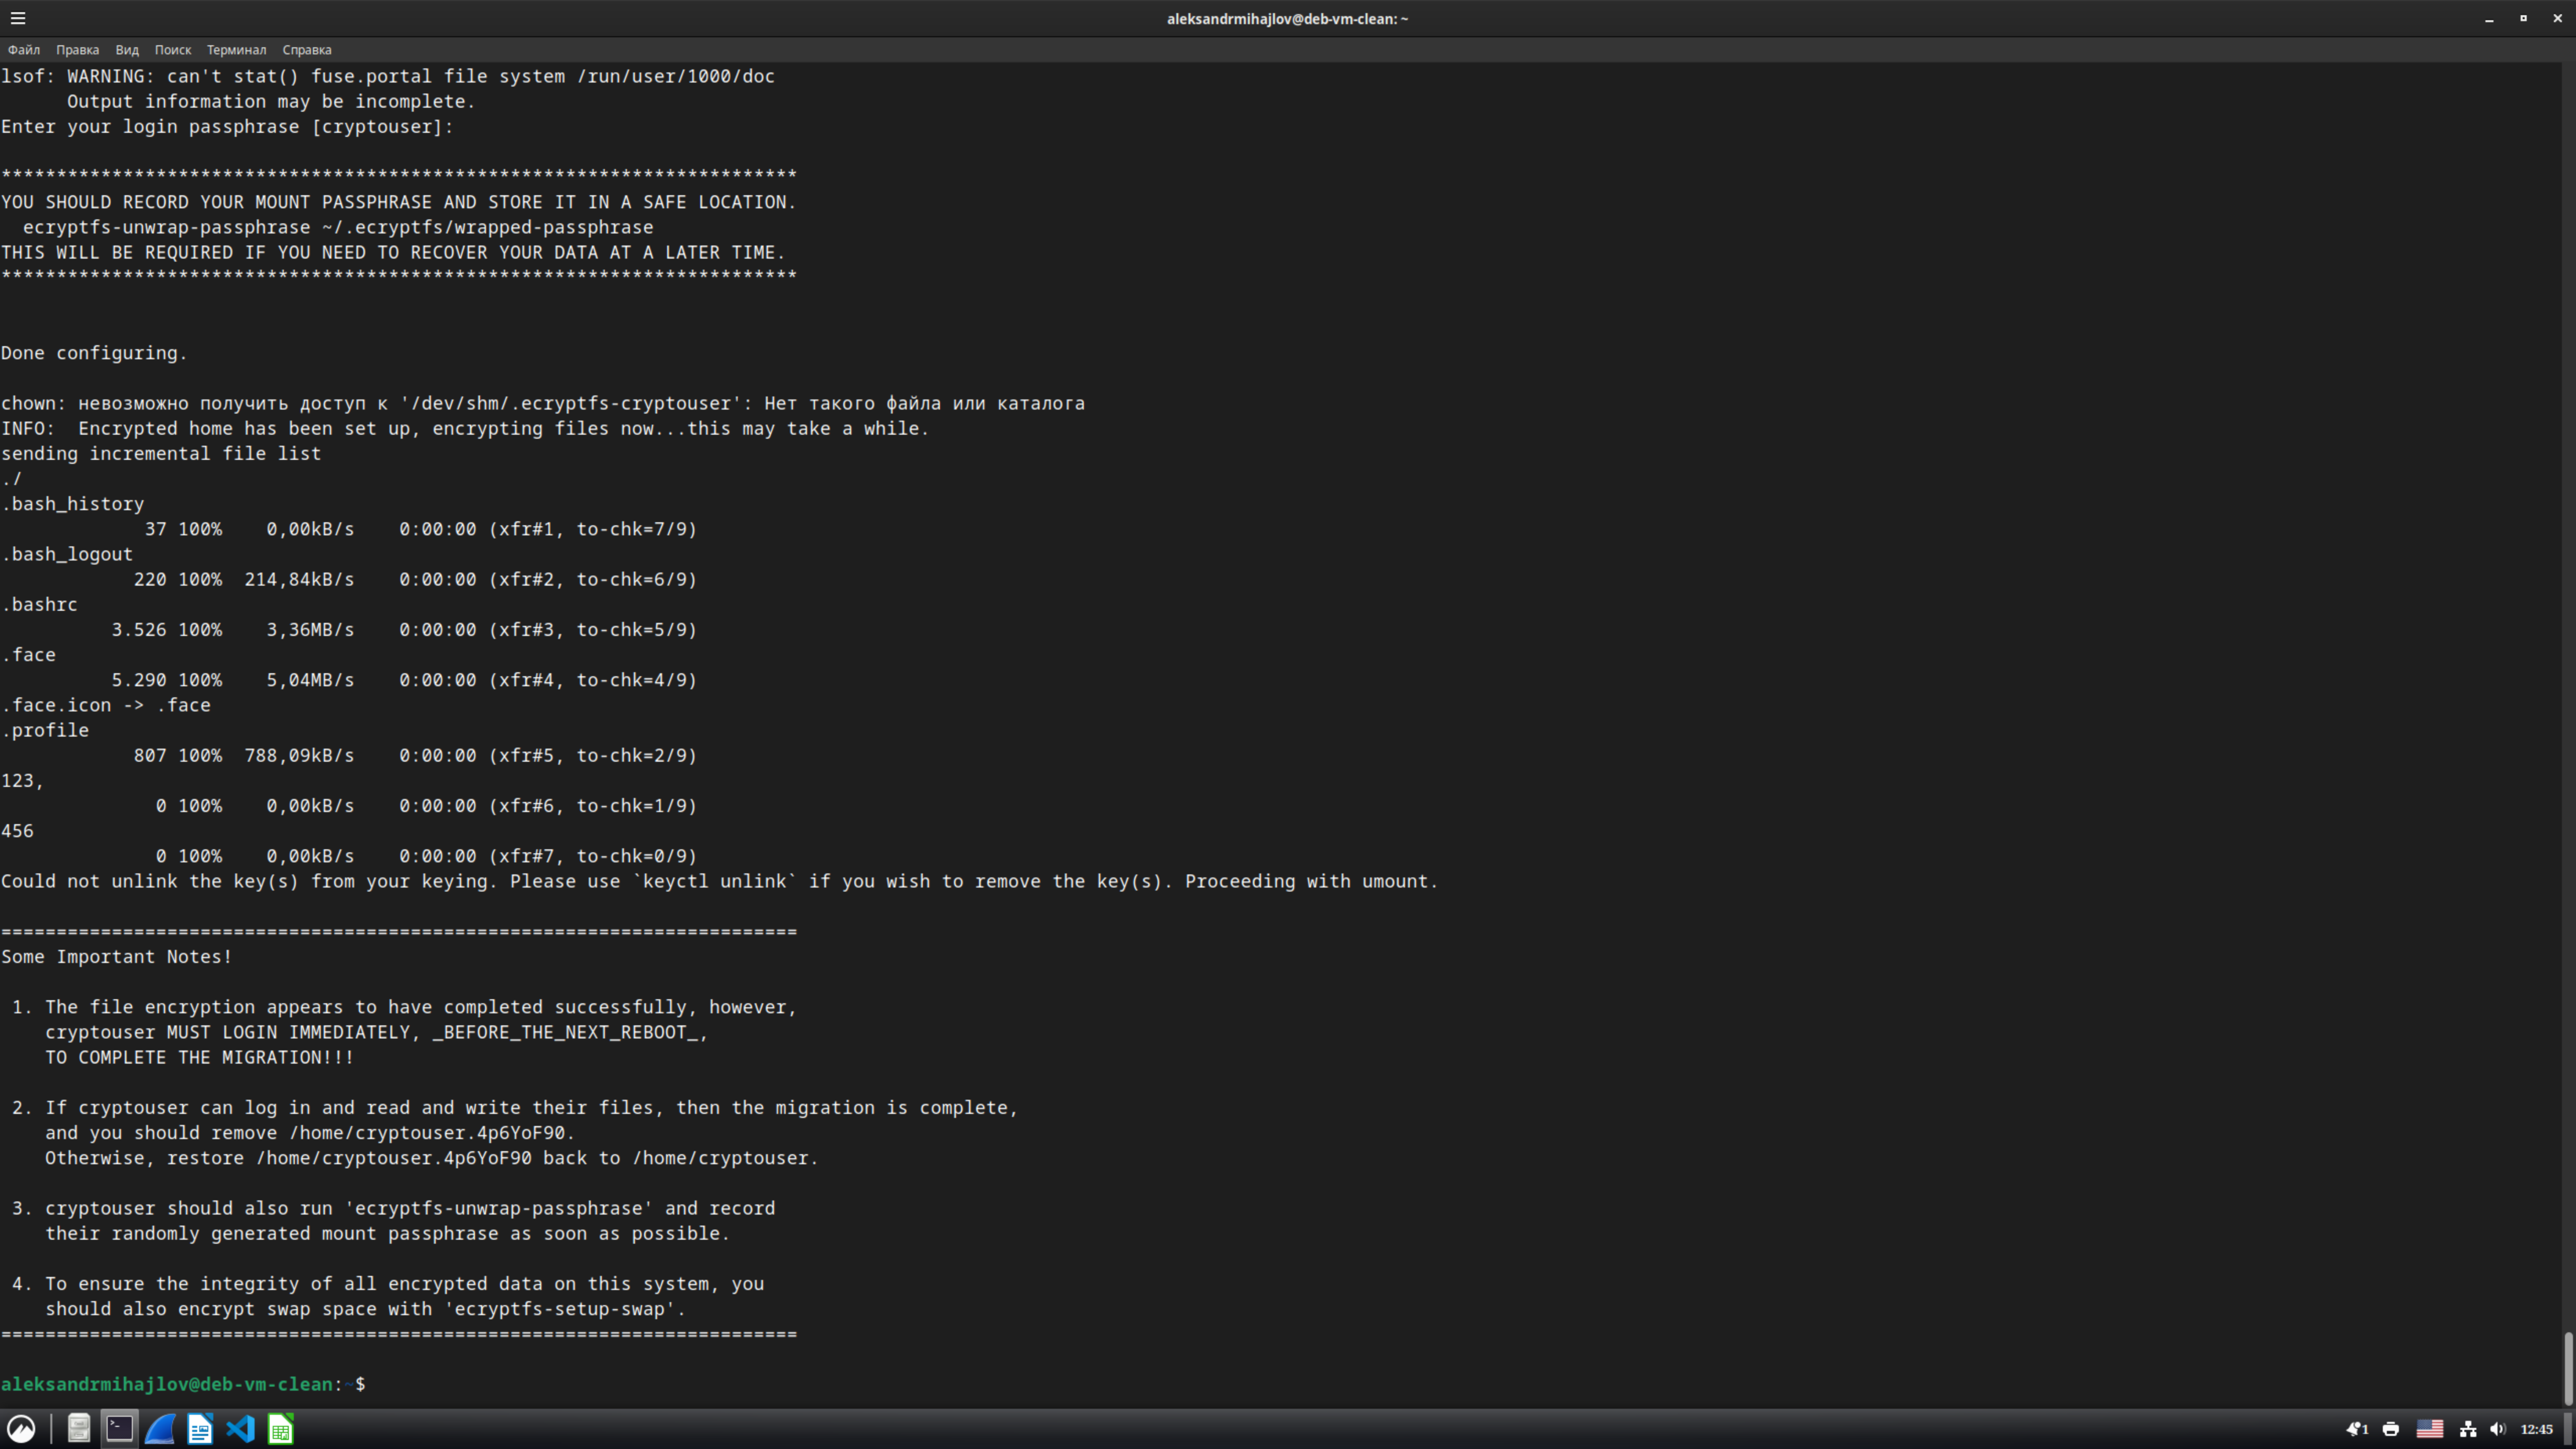 aleksandrmihajlov@deb-vm-clean: ~
Файл Правка Вид Поиск Терминал Справка
lsof: WARNING: can't stat() fuse.portal file system /run/user/1000/doc
      Output information may be incomplete.
Enter your login passphrase [cryptouser]:
************************************************************************
YOU SHOULD RECORD YOUR MOUNT PASSPHRASE AND STORE IT IN A SAFE LOCATION.
  ecryptfs-unwrap-passphrase ~/.ecryptfs/wrapped-passphrase
THIS WILL BE REQUIRED IF YOU NEED TO RECOVER YOUR DATA AT A LATER TIME.
************************************************************************
Done configuring.
chown: невозможно получить доступ к '/dev/shm/.ecryptfs-cryptouser': Нет такого файла или каталога
INFO:  Encrypted home has been set up, encrypting files now...this may take a while.
sending incremental file list
./
.bash_history
             37 100%    0,00kB/s    0:00:00 (xfr#1, to-chk=7/9)
.bash_logout
            220 100%  214,84kB/s    0:00:00 (xfr#2, to-chk=6/9)
.bashrc
          3.526 100%    3,36MB/s    0:00:00 (xfr#3, to-chk=5/9)
.face
          5.290 100%    5,04MB/s    0:00:00 (xfr#4, to-chk=4/9)
.face.icon -> .face
.profile
            807 100%  788,09kB/s    0:00:00 (xfr#5, to-chk=2/9)
123,
              0 100%    0,00kB/s    0:00:00 (xfr#6, to-chk=1/9)
456
              0 100%    0,00kB/s    0:00:00 (xfr#7, to-chk=0/9)
Could not unlink the key(s) from your keying. Please use `keyctl unlink` if you wish to remove the key(s). Proceeding with umount.
========================================================================
Some Important Notes!
 1. The file encryption appears to have completed successfully, however,
    cryptouser MUST LOGIN IMMEDIATELY, _BEFORE_THE_NEXT_REBOOT_,
    TO COMPLETE THE MIGRATION!!!
 2. If cryptouser can log in and read and write their files, then the migration is complete,
    and you should remove /home/cryptouser.4p6YoF90.
    Otherwise, restore /home/cryptouser.4p6YoF90 back to /home/cryptouser.
 3. cryptouser should also run 'ecryptfs-unwrap-passphrase' and record
    their randomly generated mount passphrase as soon as possible.
 4. To ensure the integrity of all encrypted data on this system, you
    should also encrypt swap space with 'ecryptfs-setup-swap'.
========================================================================
aleksandrmihajlov@deb-vm-clean:~$
1 12:45